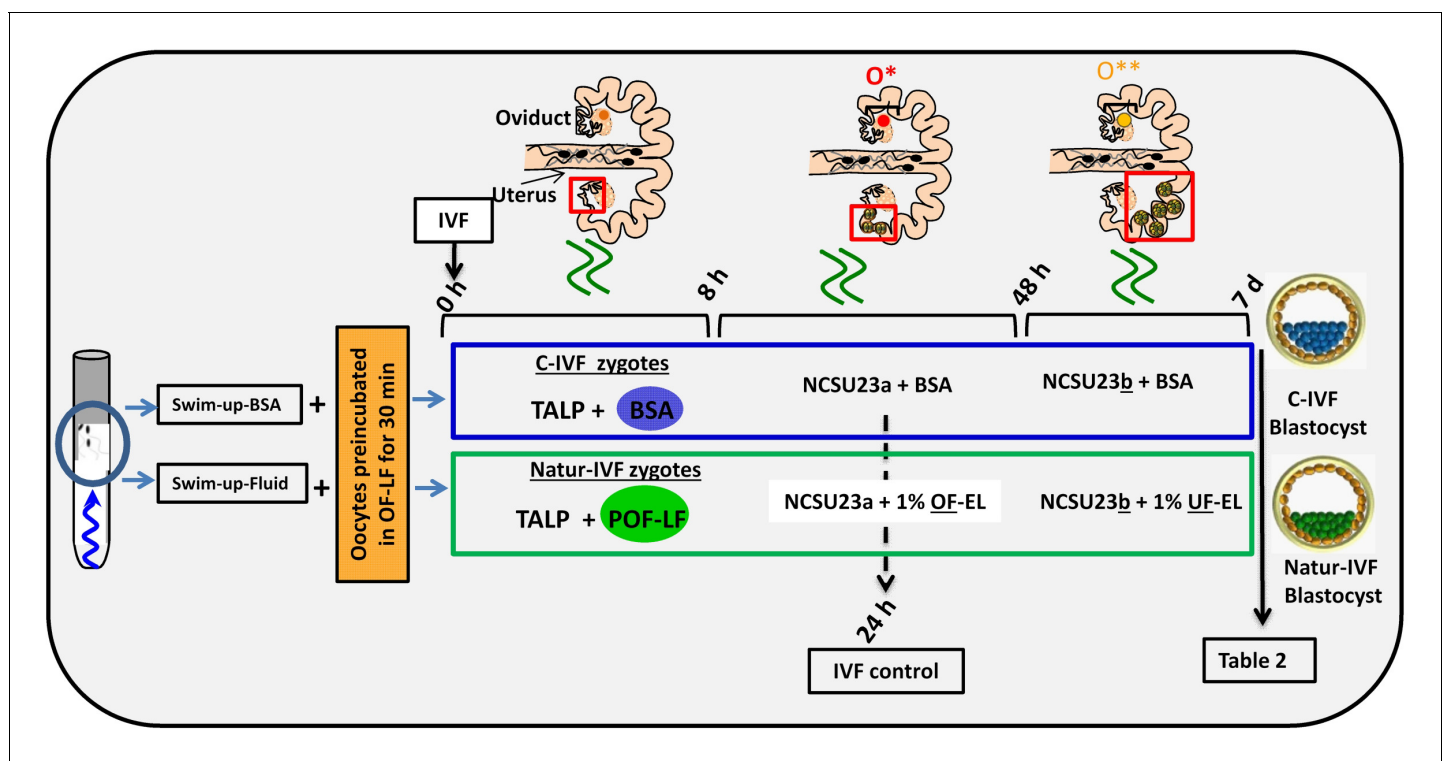 O*
O**
Oviduct
Uterus
IVF
0 h
8 h
48 h
7 d
Swim-up-BSA
+
Swim-up-Fluid
+
Oocytes preincubated
in OF-LF for 30 min
C-IVF zygotes
TALP + BSA
NCSU23a + BSA
NCSU23b + BSA
Natur-IVF zygotes
TALP + POF-LF
NCSU23a + 1% OF-EL
NCSU23b + 1% UF-EL
C-IVF
Blastocyst
Natur-IVF
Blastocyst
24 h
IVF control
Table 2